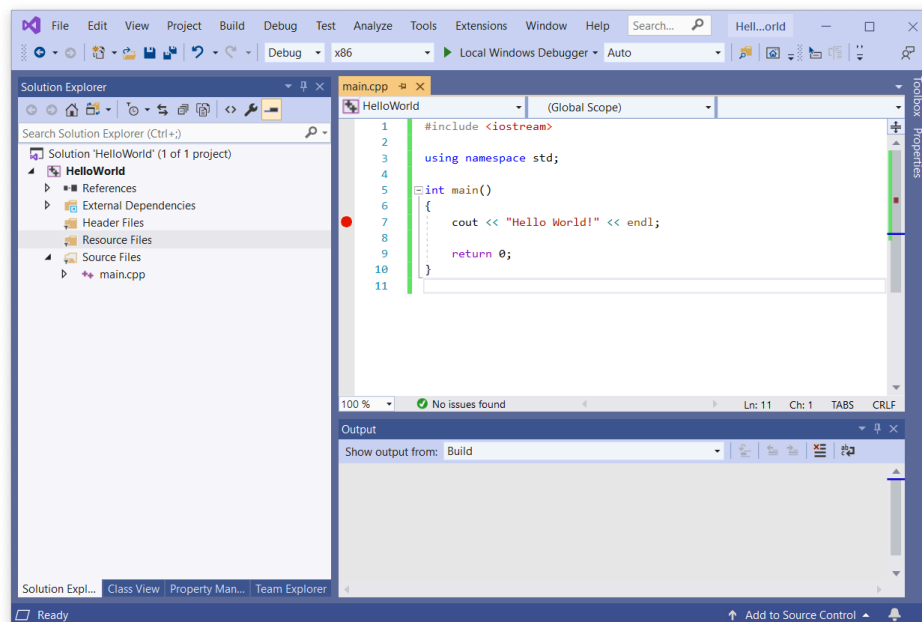 File Edit View Project Build Debug Test Analyze Tools Extensions Window Help Search... Hell...orld
Debug x86 Local Windows Debugger Auto
Solution Explorer
Search Solution Explorer (Ctrl+;)
Solution 'HelloWorld' (1 of 1 project)
HelloWorld
References
External Dependencies
Header Files
Resource Files
Source Files
main.cpp
Solution Expl... Class View Property Man... Team Explorer
main.cpp
HelloWorld (Global Scope)
1 #include <iostream>
2
3 using namespace std;
4
5 int main()
6 {
7 cout << "Hello World!" << endl;
8
9 return 0;
10 }
11
100 % No issues found Ln: 11 Ch: 1 TABS CRLF
Output
Show output from: Build
Toolbox
Properties
Ready Add to Source Control